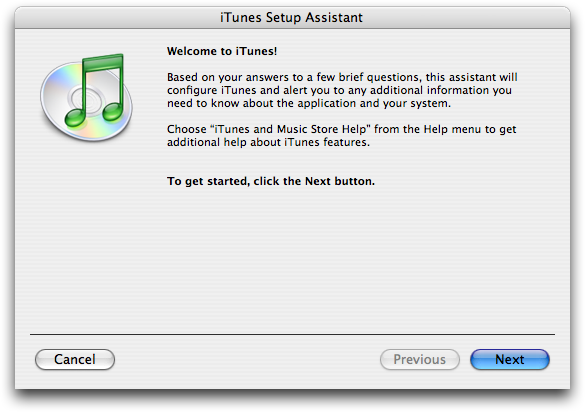 iTunes Setup Assistant
Welcome to iTunes!
Based on your answers to a few brief questions, this assistant will
configure iTunes and alert you to any additional information you
need to know about the application and your system.
Choose “iTunes and Music Store Help” from the Help menu to get
additional help about iTunes features.
To get started, click the Next button.
Cancel
Previous
Next